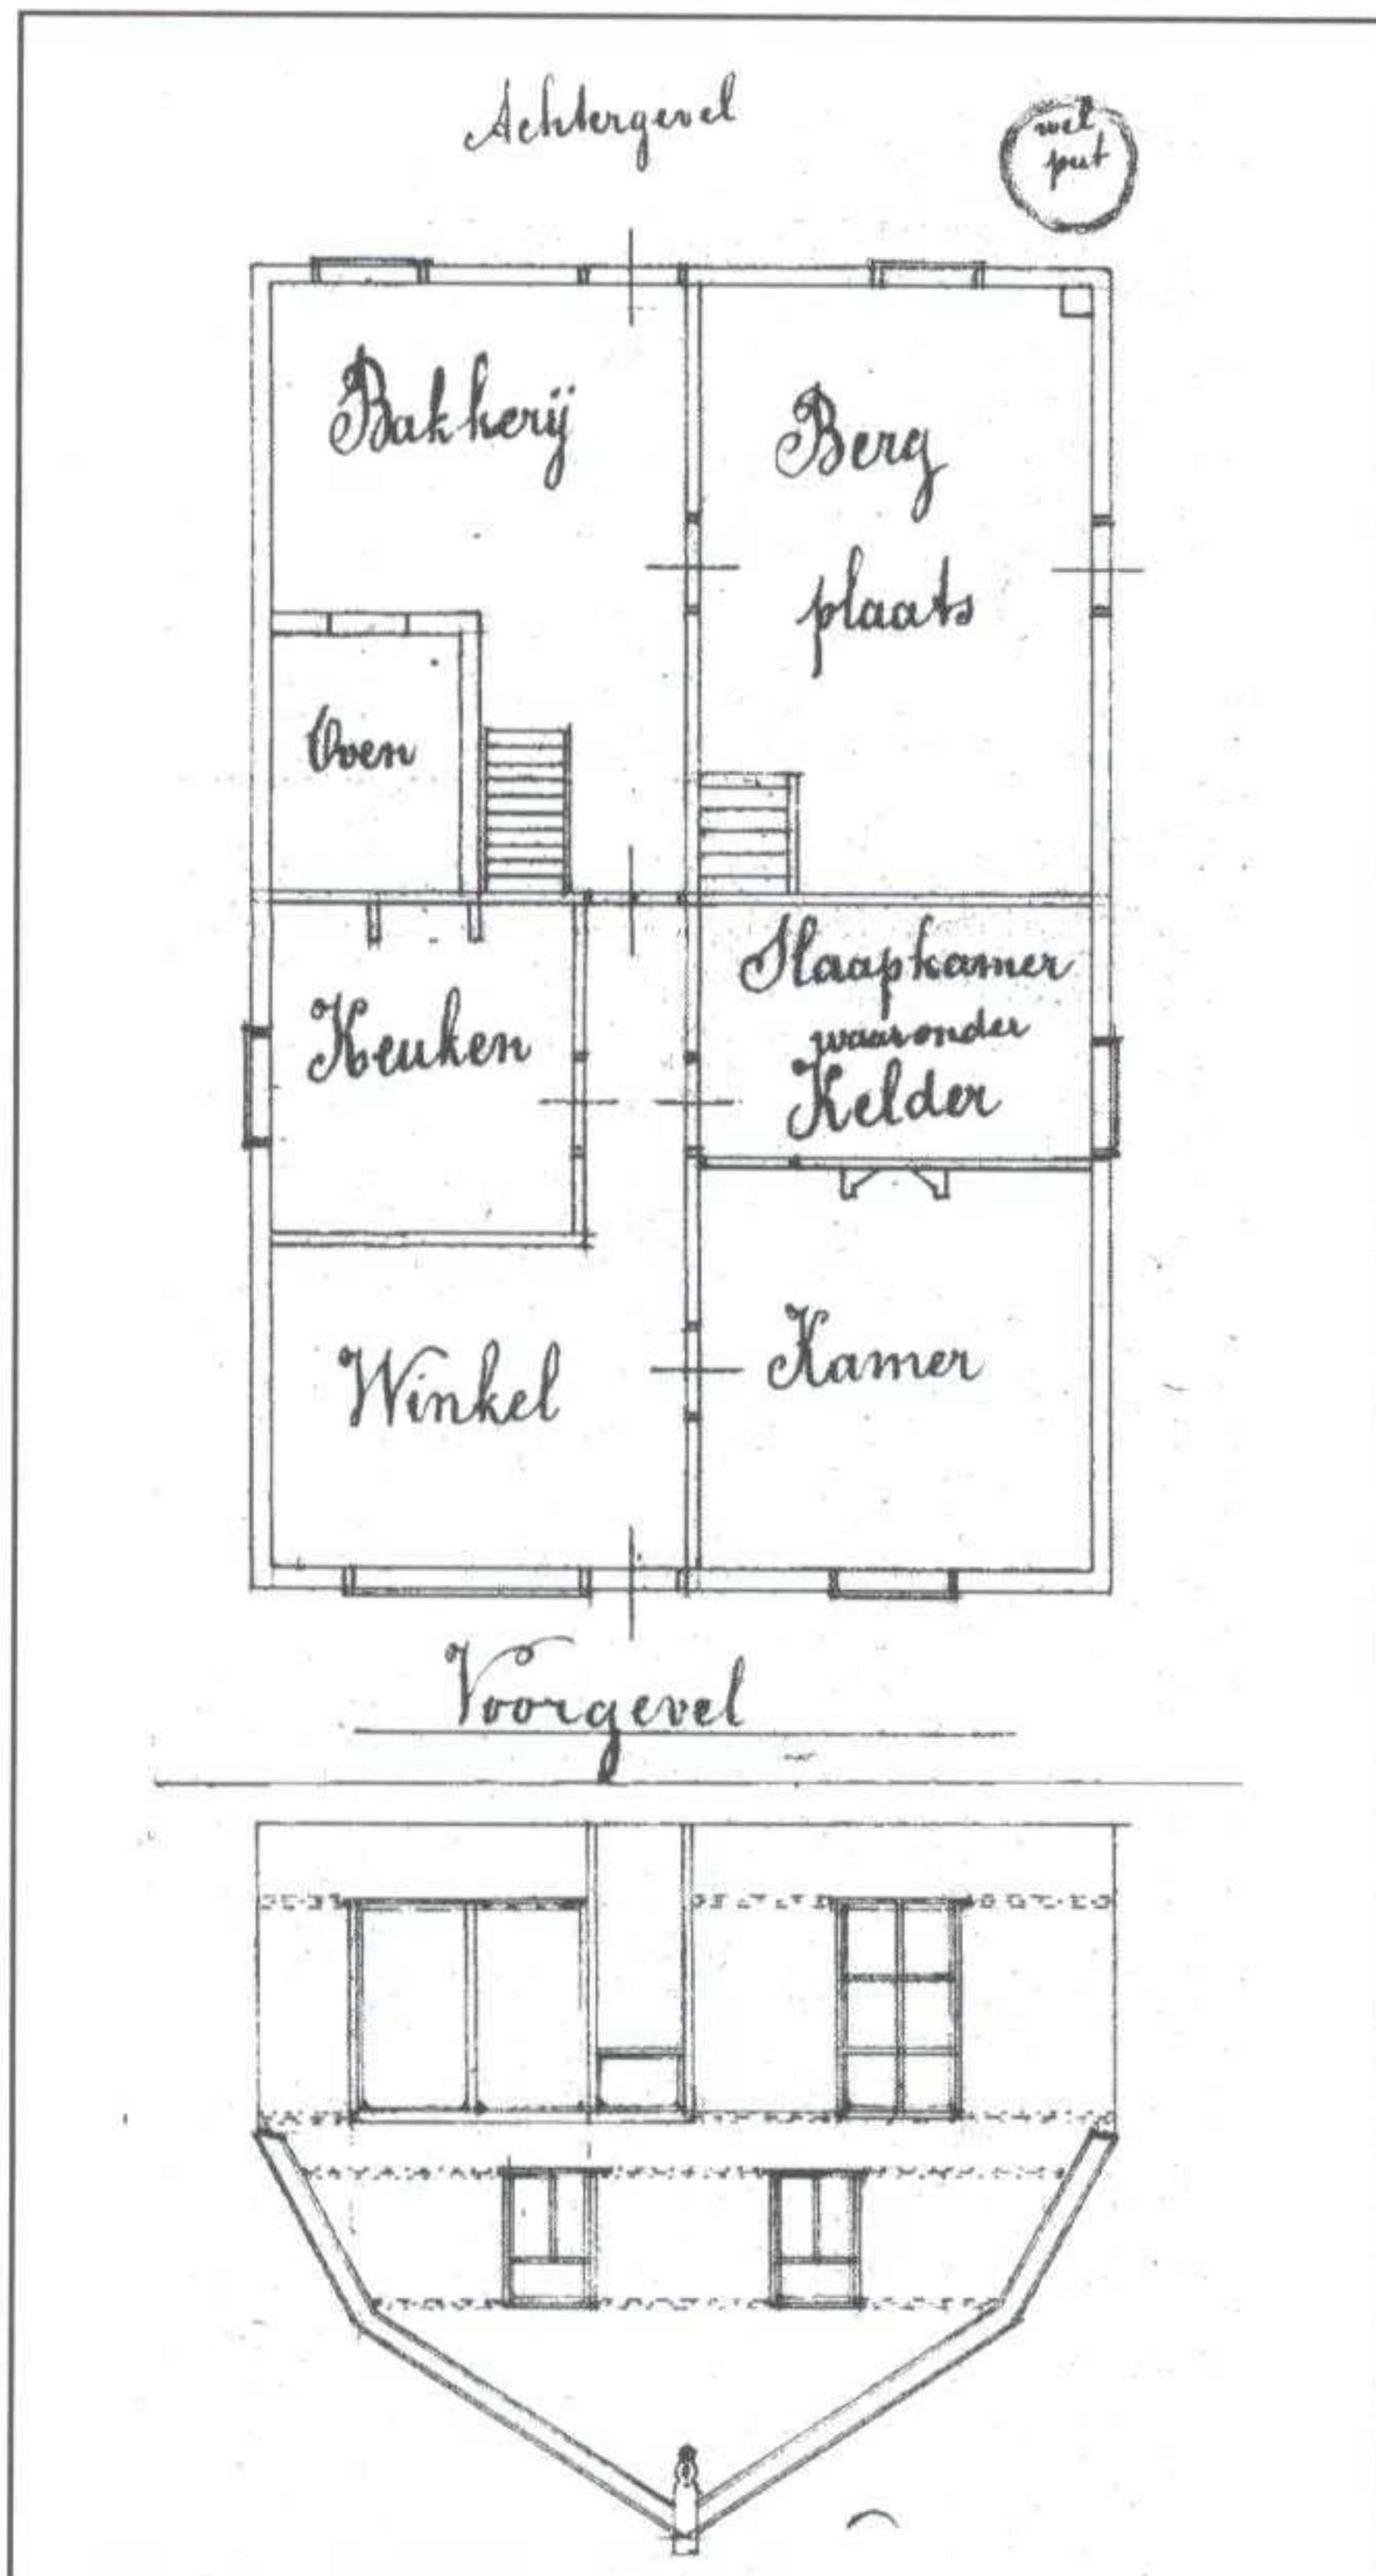 Achtergevel
wel
put
Bakkerij
Berg
plaats
Oven
Keuken
Slaapkamer
waaronder
Kelder
Winkel
Kamer
Voorgevel